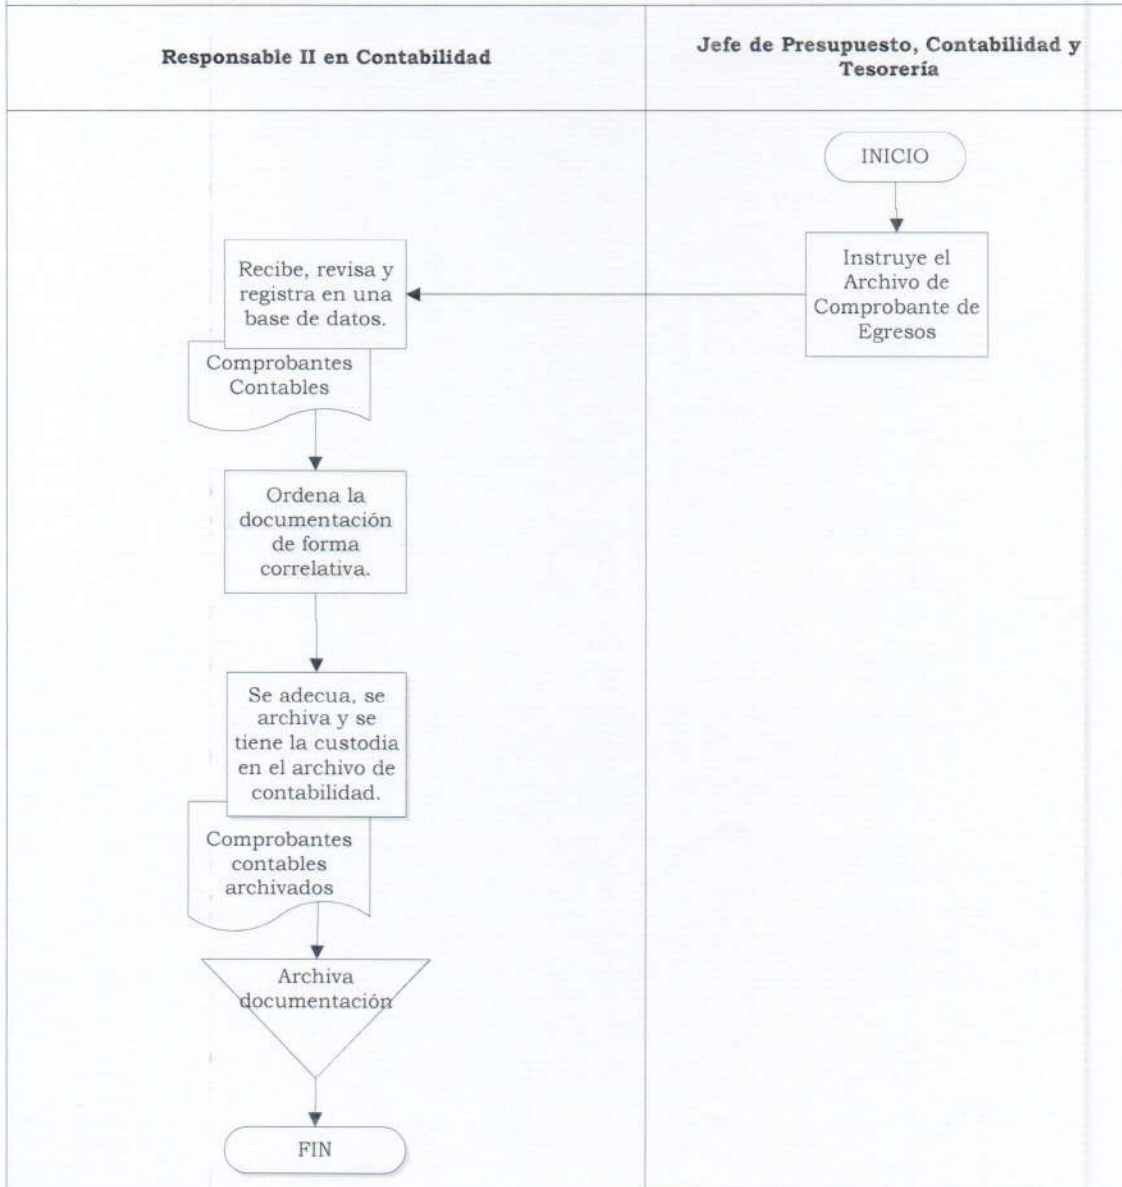 Responsable II en Contabilidad
Jefe de Presupuesto, Contabilidad y
Tesorería
INICIO
Instruye el
Archivo de
Comprobante de
Egresos
Recibe, revisa y
registra en una
base de datos.
Comprobantes
Contables
Ordena la
documentación
de forma
correlativa.
Se adecua, se
archiva y se
tiene la custodia
en el archivo de
contabilidad.
Comprobantes
contables
archivados
Archiva
documentación
FIN